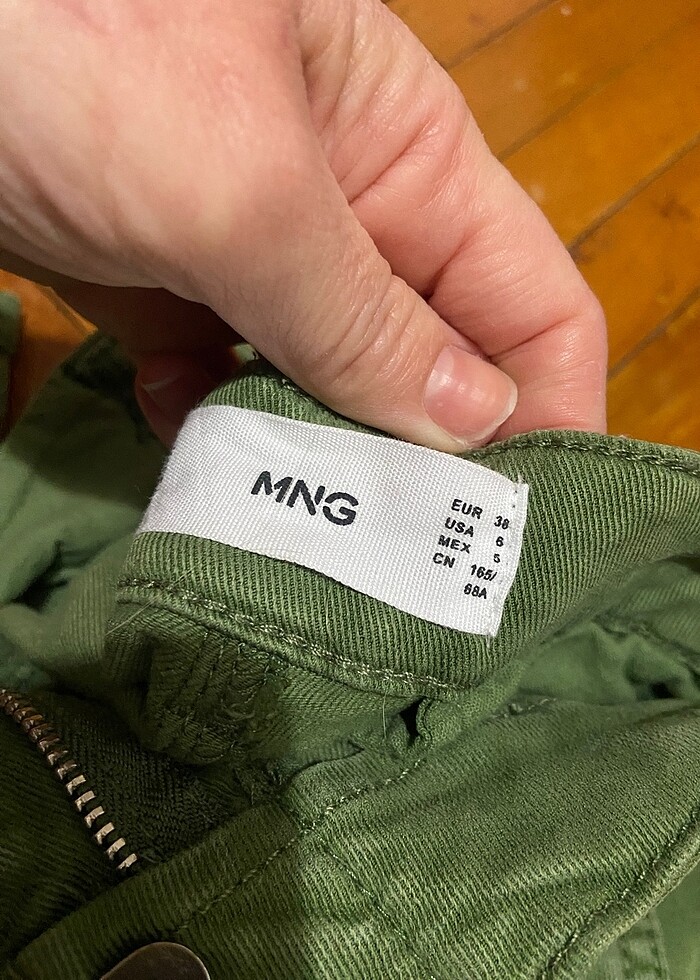 MNG
EUR 38
USA 6
MEX 5
CN 165/
68A